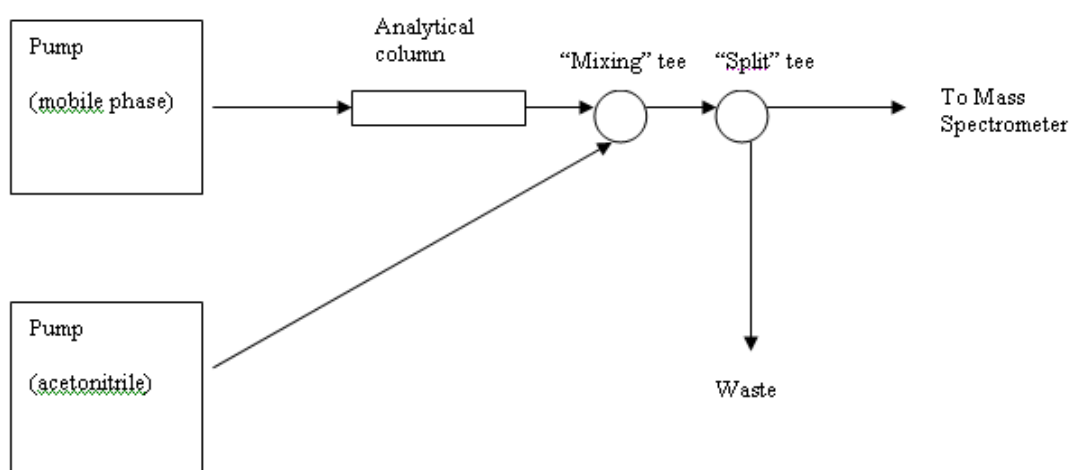 Pump
(mobile phase)
Analytical
column
“Mixing” tee
“Split” tee
To Mass
Spectrometer
Pump
(acetonitrile)
Waste